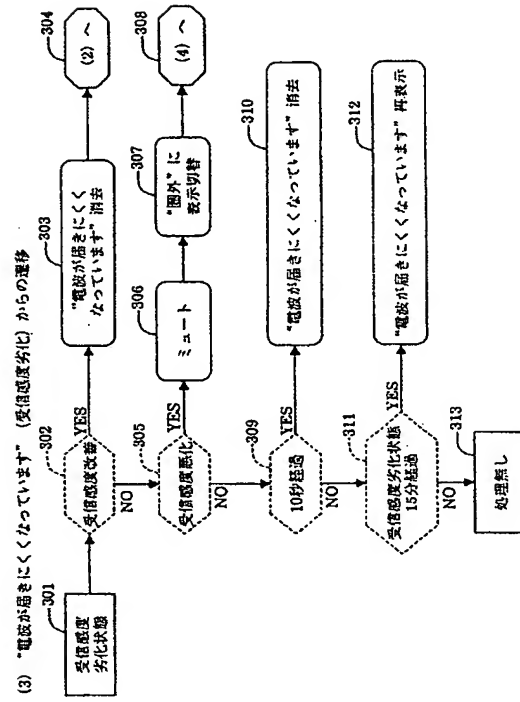 (3) "電波が届きにくくなっています" (受信感度劣化) からの遷移
301
受信感度
劣化状態
302
受信感度改善
YES
NO
303
"電波が届きにくく
なっています" 消去
304
(2) へ
305
受信感度悪化
YES
NO
306
ミュート
307
"圏外" に
表示切替
308
(4) へ
309
10秒経過
YES
NO
310
"電波が届きにくくなっています" 消去
311
受信感度劣化状態
15分経過
YES
NO
312
"電波が届きにくくなっています" 再表示
313
処理無し